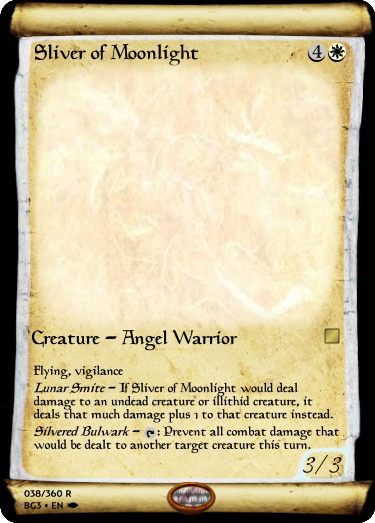 Sliver of Moonlight 4
Creature – Angel Warrior
Flying, vigilance
Lunar Smite – If Sliver of Moonlight would deal
damage to an undead creature or illithid creature, it
deals that much damage plus 1 to that creature instead.
Silvered Bulwark – : Prevent all combat damage that
would be dealt to another target creature this turn.
3/3
038/360 R
BG3 • EN